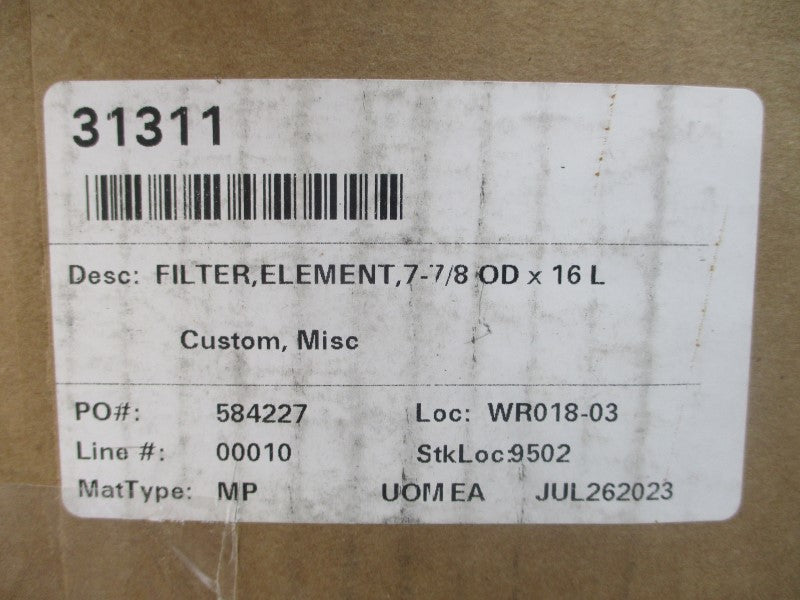 31311
Desc: FILTER,ELEMENT,7-7/8 OD x 16 L
Custom, Misc
PO#: 584227 Loc: WR018-03
Line #: 00010 StkLoc:9502
MatType: MP UOM EA JUL262023